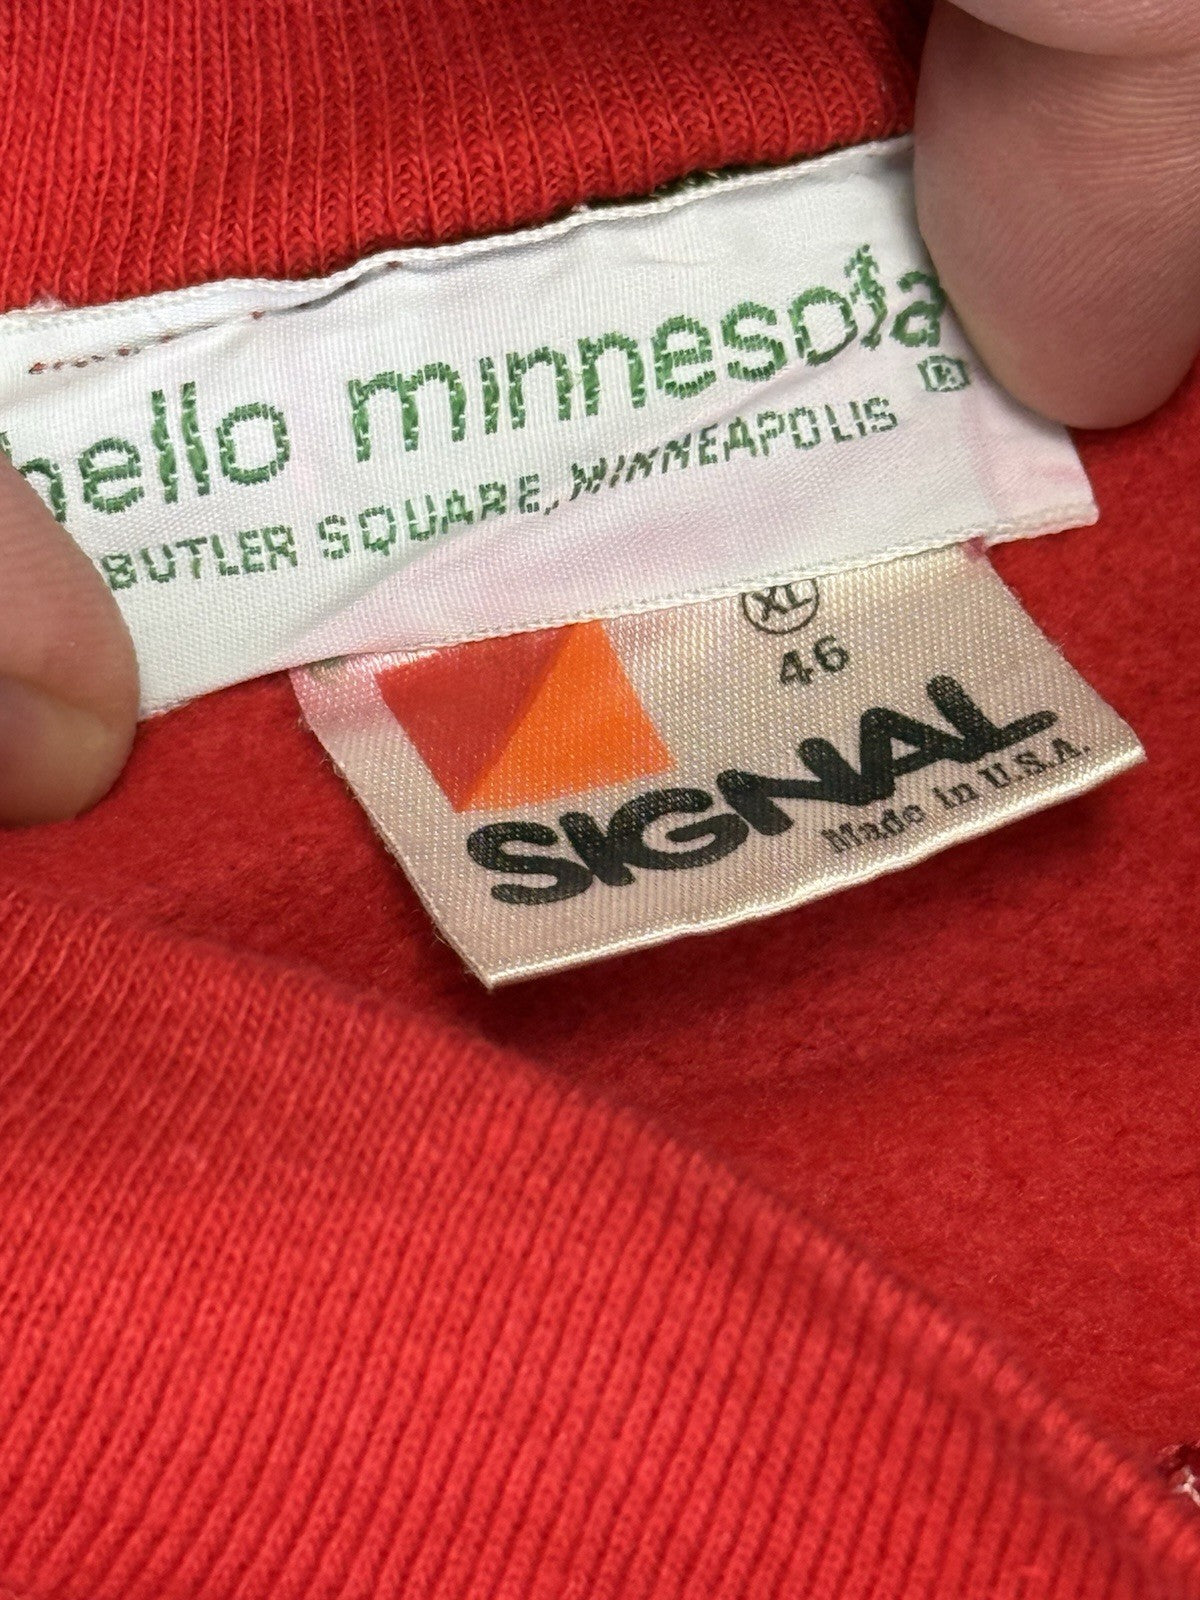 hello minnesota®
BUTLER SQUARE, MINNEAPOLIS
XL
46
SIGNAL
Made in U.S.A.